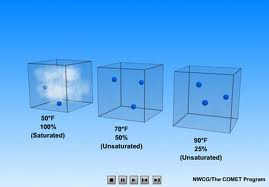 50°F
100%
(Saturated)
70°F
50%
(Unsaturated)
90°F
25%
(Unsaturated)
NWCG/The COMET Program